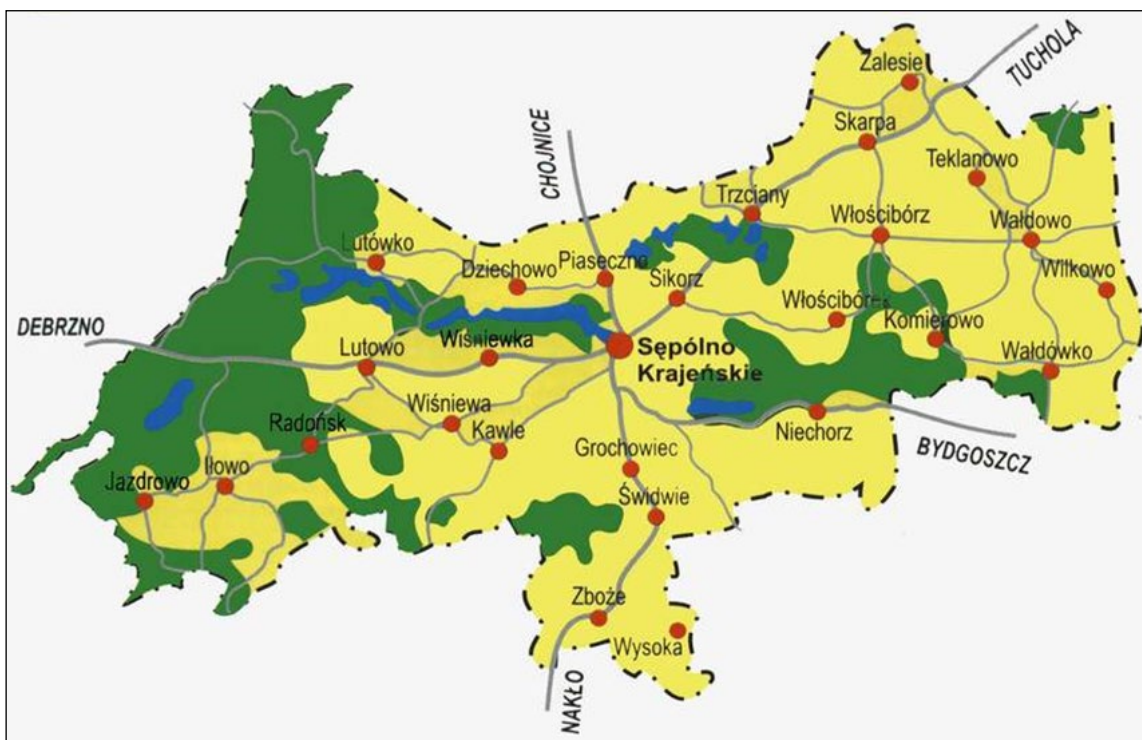 Zalesie
TUCHOLA
Skarpa
CHOJNICE
Teklanowo
Trzciany
Włościbórz
Wałdowo
Lutówko
Dziechowo
Piaseczno
Sikorz
Wilkowo
Włościbórek
Komierowo
DEBRZNO
Lutowo
Wiśniewka
Sępólno
Krajeńskie
Wałdówko
Wiśniewa
Radońsk
Kawle
Niechorz
BYDGOSZCZ
Grochowiec
Jazdrowo
Iłowo
Świdwie
Zboże
Wysoka
NAKŁO